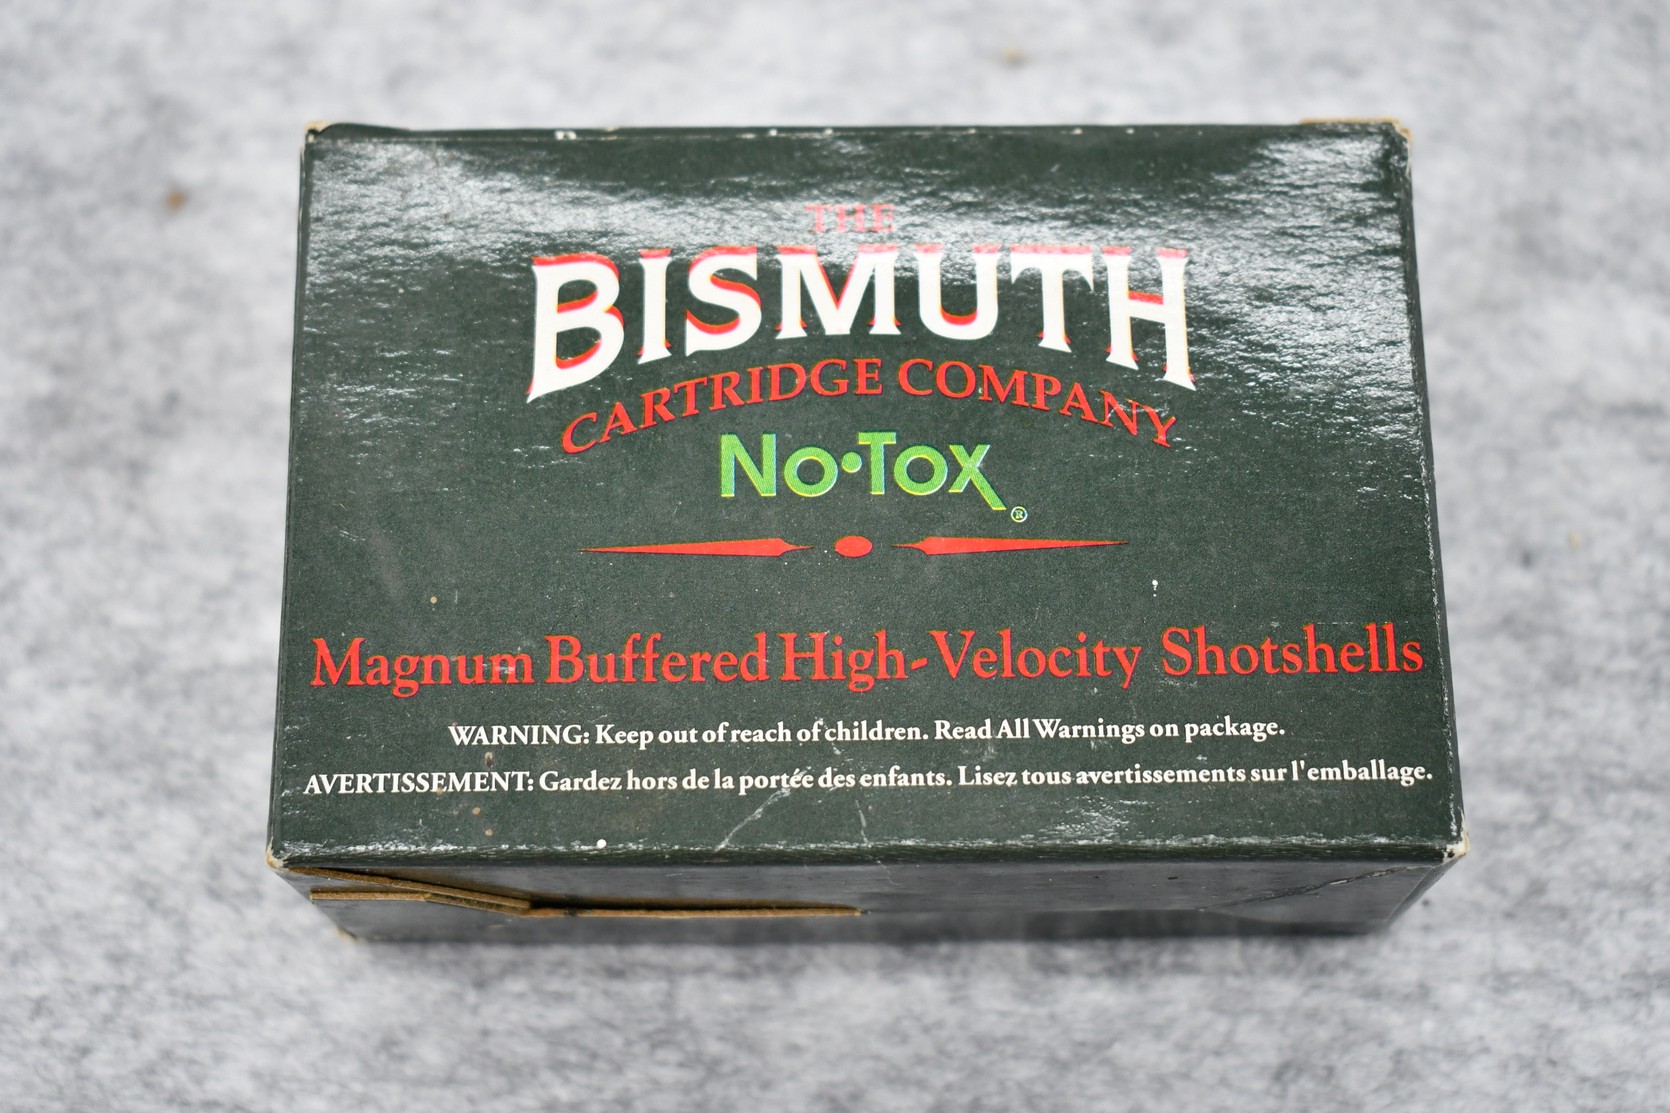 THE
BISMUTH
CARTRIDGE COMPANY
No•Tox®
Magnum Buffered High-Velocity Shotshells
WARNING: Keep out of reach of children. Read All Warnings on package.
AVERTISSEMENT: Gardez hors de la portée des enfants. Lisez tous avertissements sur l'emballage.